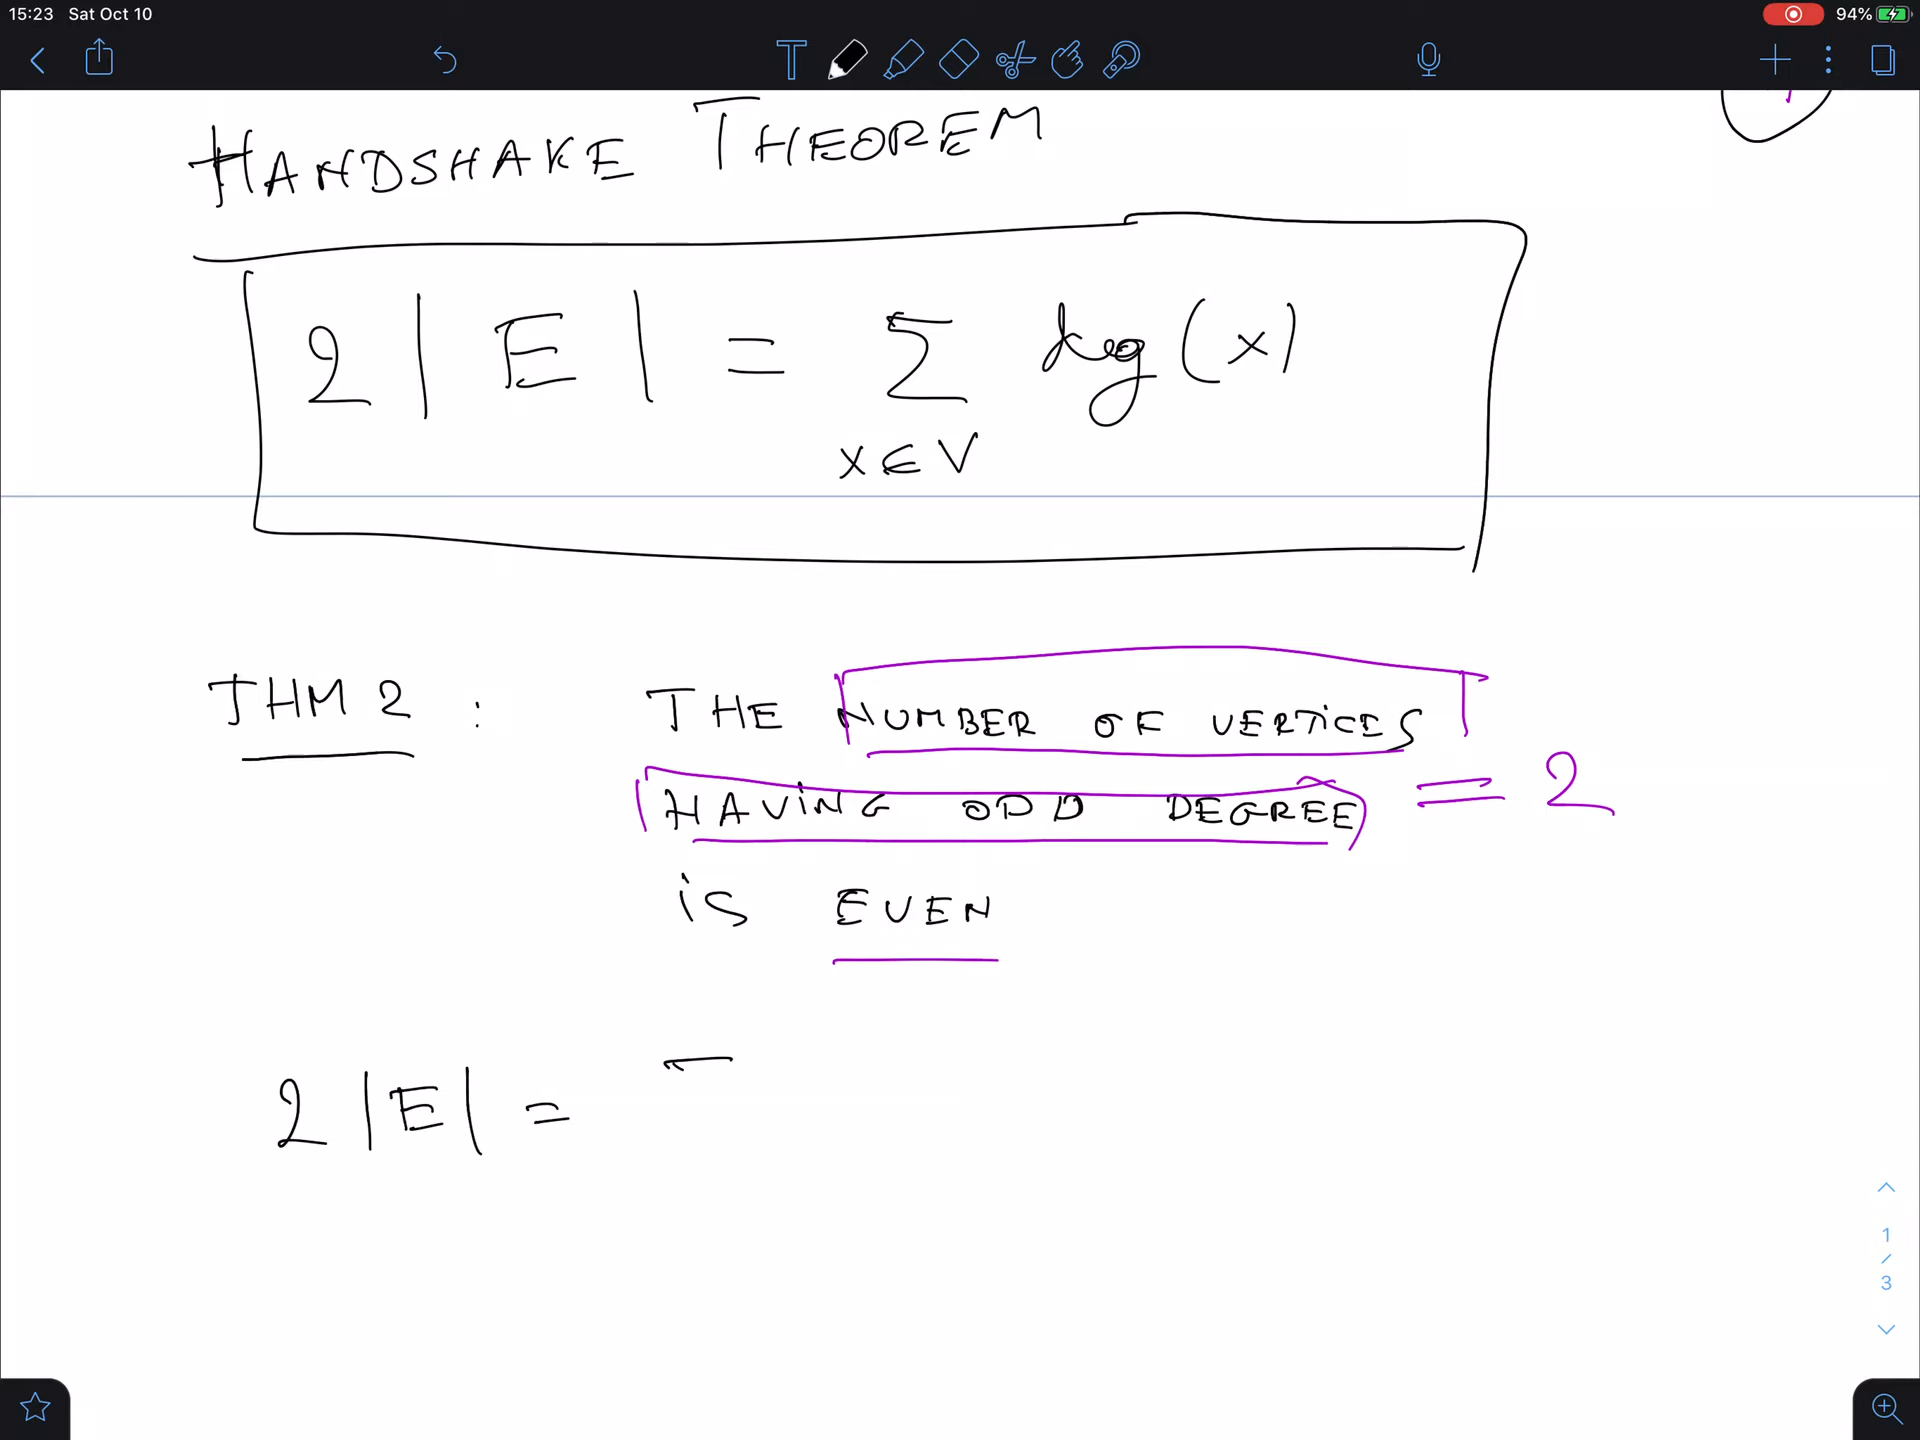 15:23 Sat Oct 10
94%
HANDSHAKE THEOREM
2 | E | = ∑ deg (x)
x ∈ V
THM 2 : THE NUMBER OF VERTICES
HAVING ODD DEGREE = 2
is EVEN
2 |E| =
1
/
3